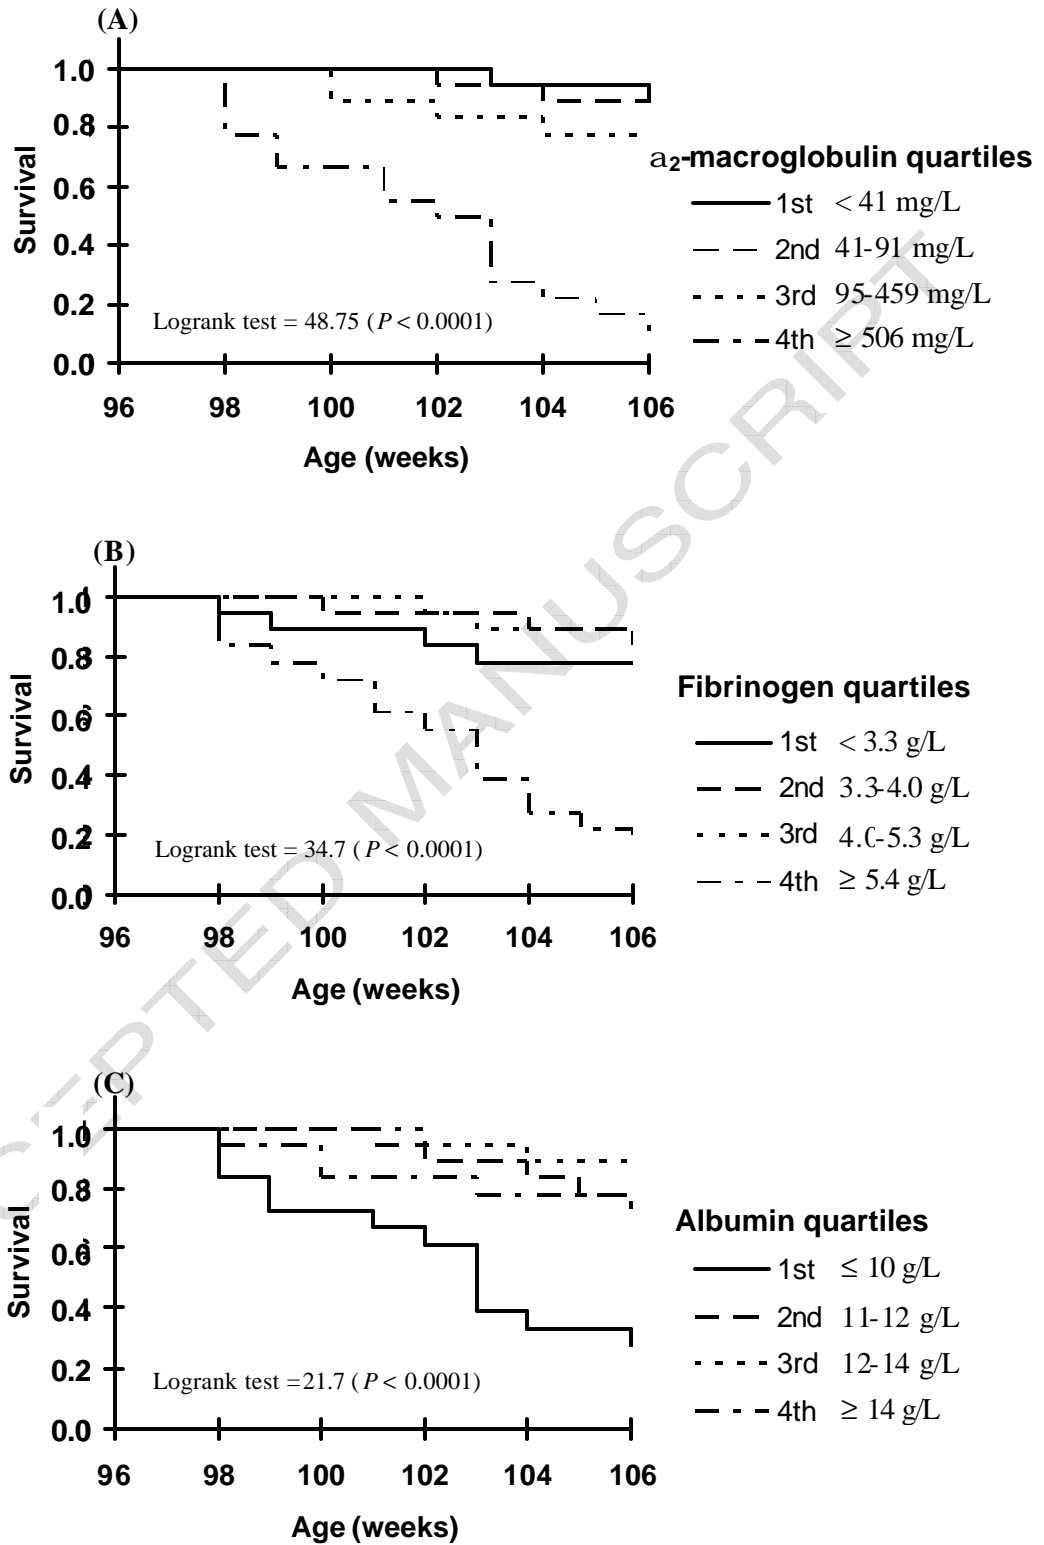 (A)
1.0
0.8
0.6
0.4
0.2
0.0
Survival
Logrank test = 48.75 (P < 0.0001)
96 98 100 102 104 106
Age (weeks)
a2-macroglobulin quartiles
1st < 41 mg/L
2nd 41-91 mg/L
3rd 95-459 mg/L
4th ≥ 506 mg/L
(B)
1.0
0.8
0.6
0.4
0.2
0.0
Survival
Logrank test = 34.7 (P < 0.0001)
96 98 100 102 104 106
Age (weeks)
Fibrinogen quartiles
1st < 3.3 g/L
2nd 3.3-4.0 g/L
3rd 4.0-5.3 g/L
4th ≥ 5.4 g/L
(C)
1.0
0.8
0.6
0.4
0.2
0.0
Survival
Logrank test =21.7 (P < 0.0001)
96 98 100 102 104 106
Age (weeks)
Albumin quartiles
1st ≤ 10 g/L
2nd 11-12 g/L
3rd 12-14 g/L
4th ≥ 14 g/L
CEPTED MANUSCRIPT